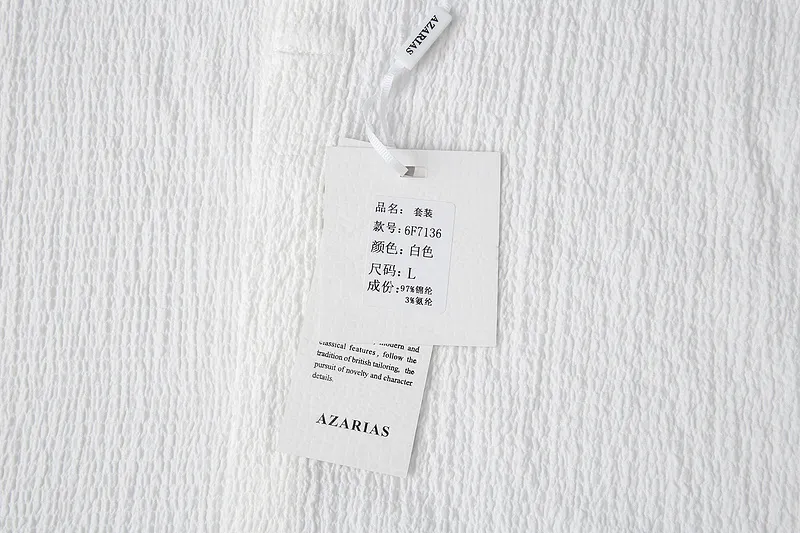 AZARIAS
品名: 套装
款号: 6F7136
颜色: 白色
尺码: L
成份: 97%锦纶
3%氨纶
modern and
classical features, follow the
tradition of british tailoring, the
pursuit of novelty and character
details.
AZARIAS